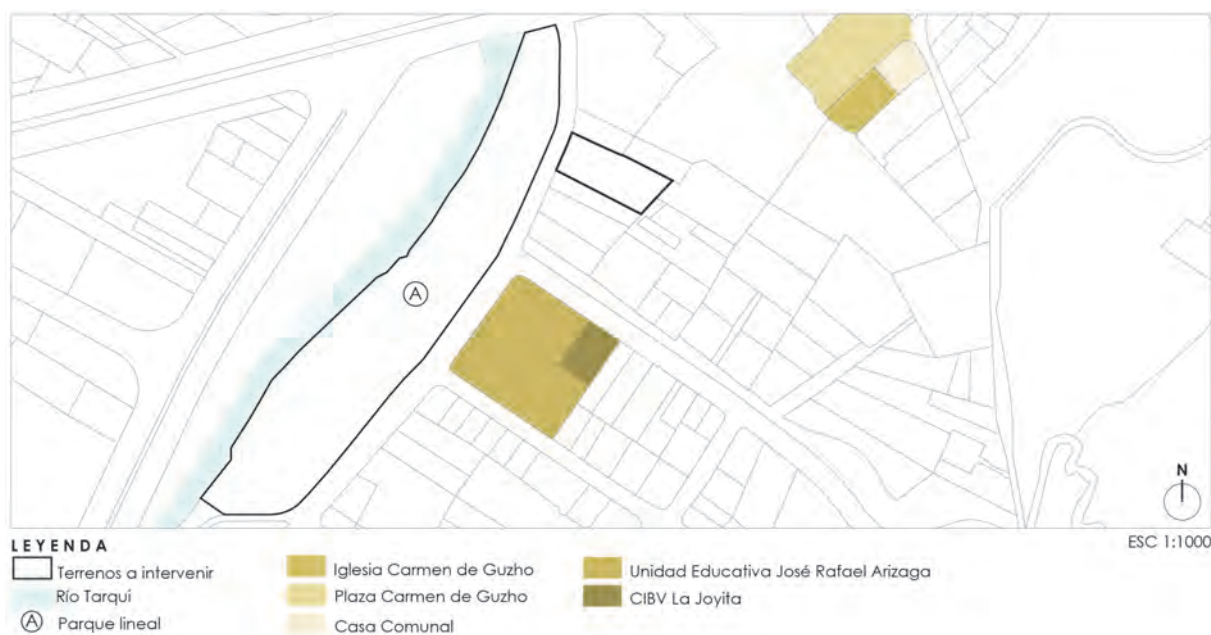 A
N
ESC 1:1000
LEYENDA
Terrenos a intervenir
Río Tarquí
A Parque lineal
Iglesia Carmen de Guzho
Plaza Carmen de Guzho
Casa Comunal
Unidad Educativa José Rafael Arizaga
CIBV La Joyita